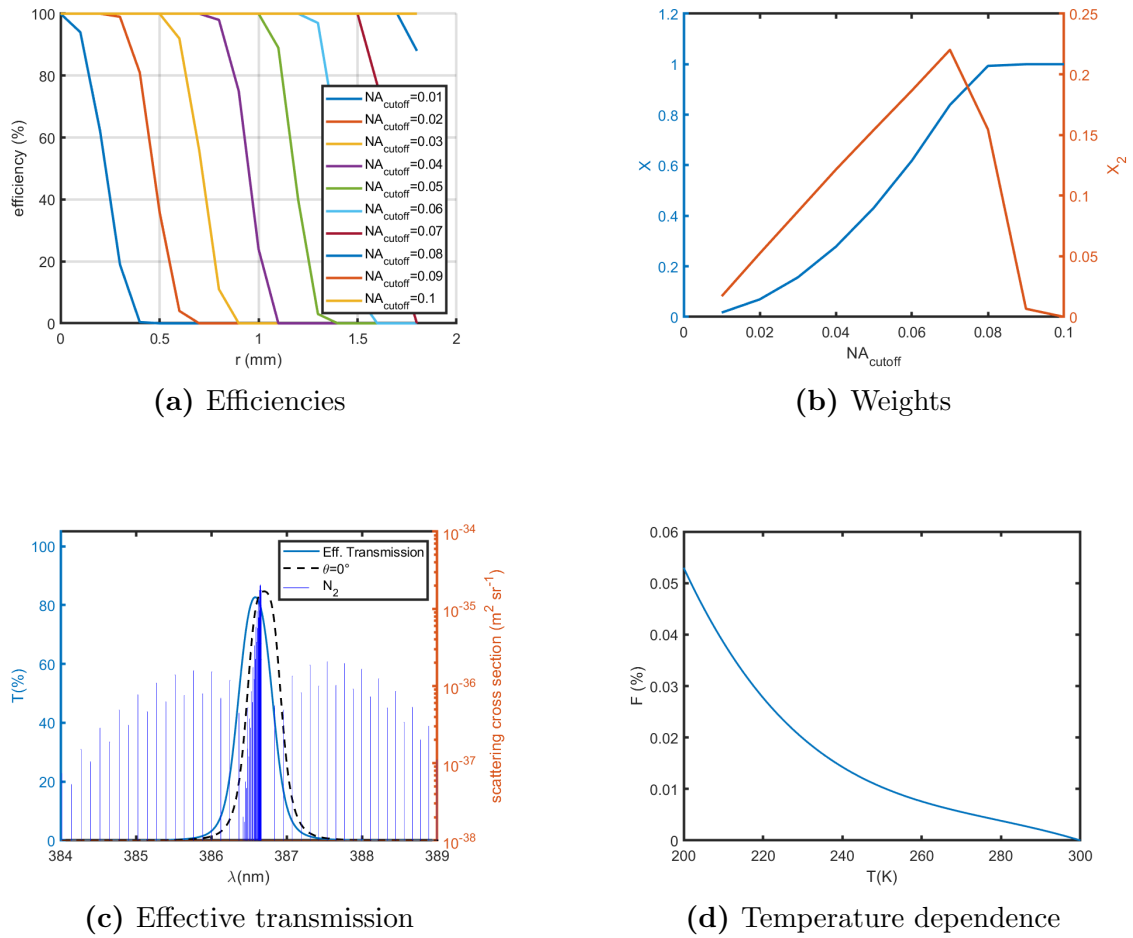 100
80
60
40
20
0
efficiency (%)
0
0.5
1
1.5
2
r (mm)
NAcutoff=0.01
NAcutoff=0.02
NAcutoff=0.03
NAcutoff=0.04
NAcutoff=0.05
NAcutoff=0.06
NAcutoff=0.07
NAcutoff=0.08
NAcutoff=0.09
NAcutoff=0.1
(a) Efficiencies
1.2
1
0.8
0.6
0.4
0.2
0
X
0
0.02
0.04
0.06
0.08
0.1
NAcutoff
0.25
0.2
0.15
0.1
0.05
0
X2
(b) Weights
100
80
60
40
20
0
T(%)
384
385
386
387
388
389
λ(nm)
Eff. Transmission
θ=0°
N2
10-34
10-35
10-36
10-37
10-38
scattering cross section (m2 sr-1)
(c) Effective transmission
0.06
0.05
0.04
0.03
0.02
0.01
0
F (%)
200
220
240
260
280
300
T(K)
(d) Temperature dependence